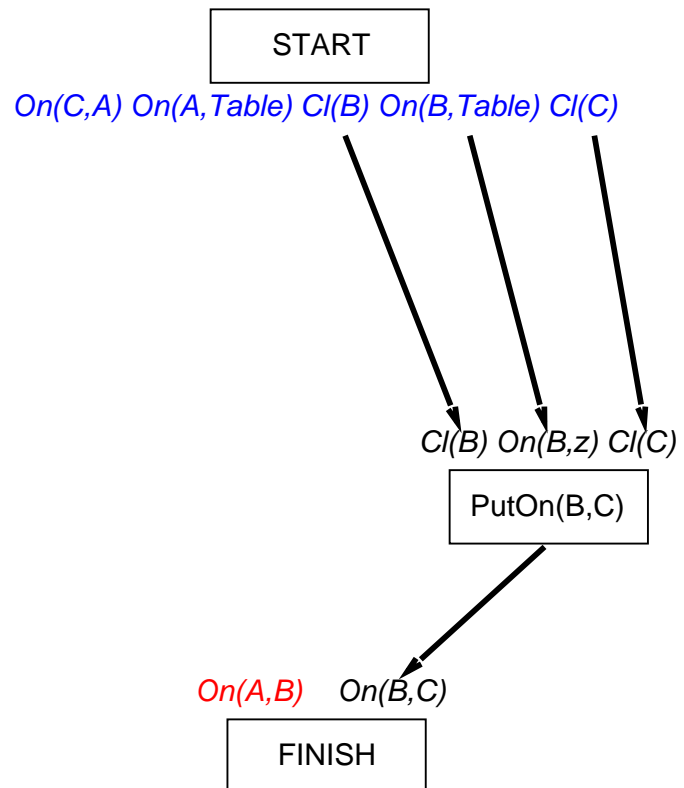 START
On(C,A) On(A,Table) Cl(B) On(B,Table) Cl(C)
Cl(B) On(B,z) Cl(C)
PutOn(B,C)
On(A,B) On(B,C)
FINISH